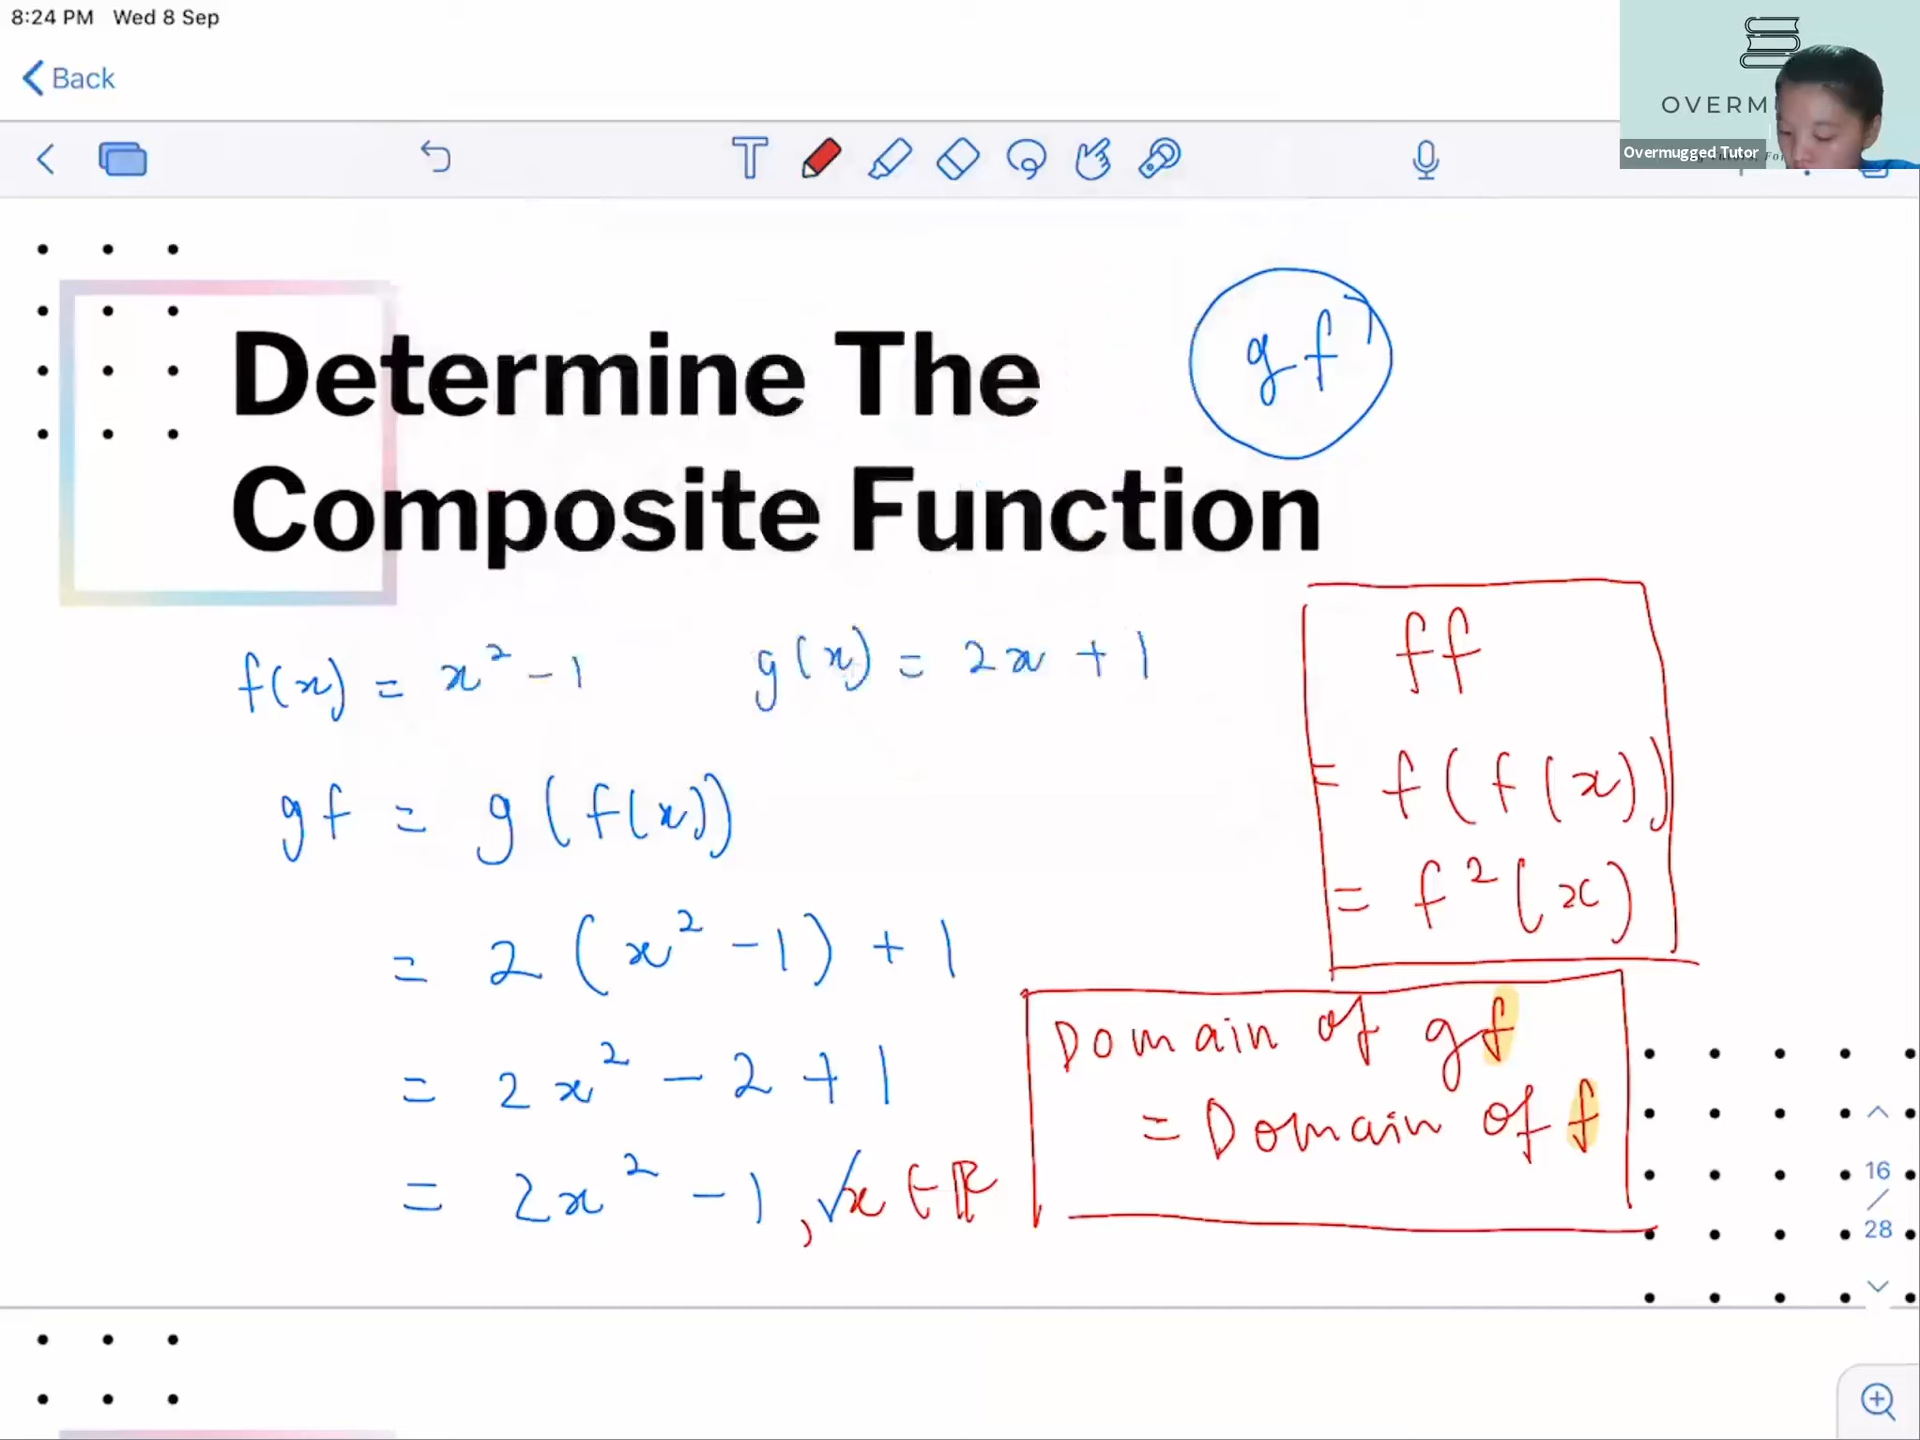 8:24 PM Wed 8 Sep
Back
OVERM
Overmugged Tutor
Determine The
Composite Function
gf
f(x) = x² - 1
g(x) = 2x + 1
gf = g(f(x))
= 2(x² - 1) + 1
= 2x² - 2 + 1
= 2x² - 1, √x ∈ ℝ
ff
= f(f(x))
= f²(x)
Domain of gf
= Domain of f
16
/
28